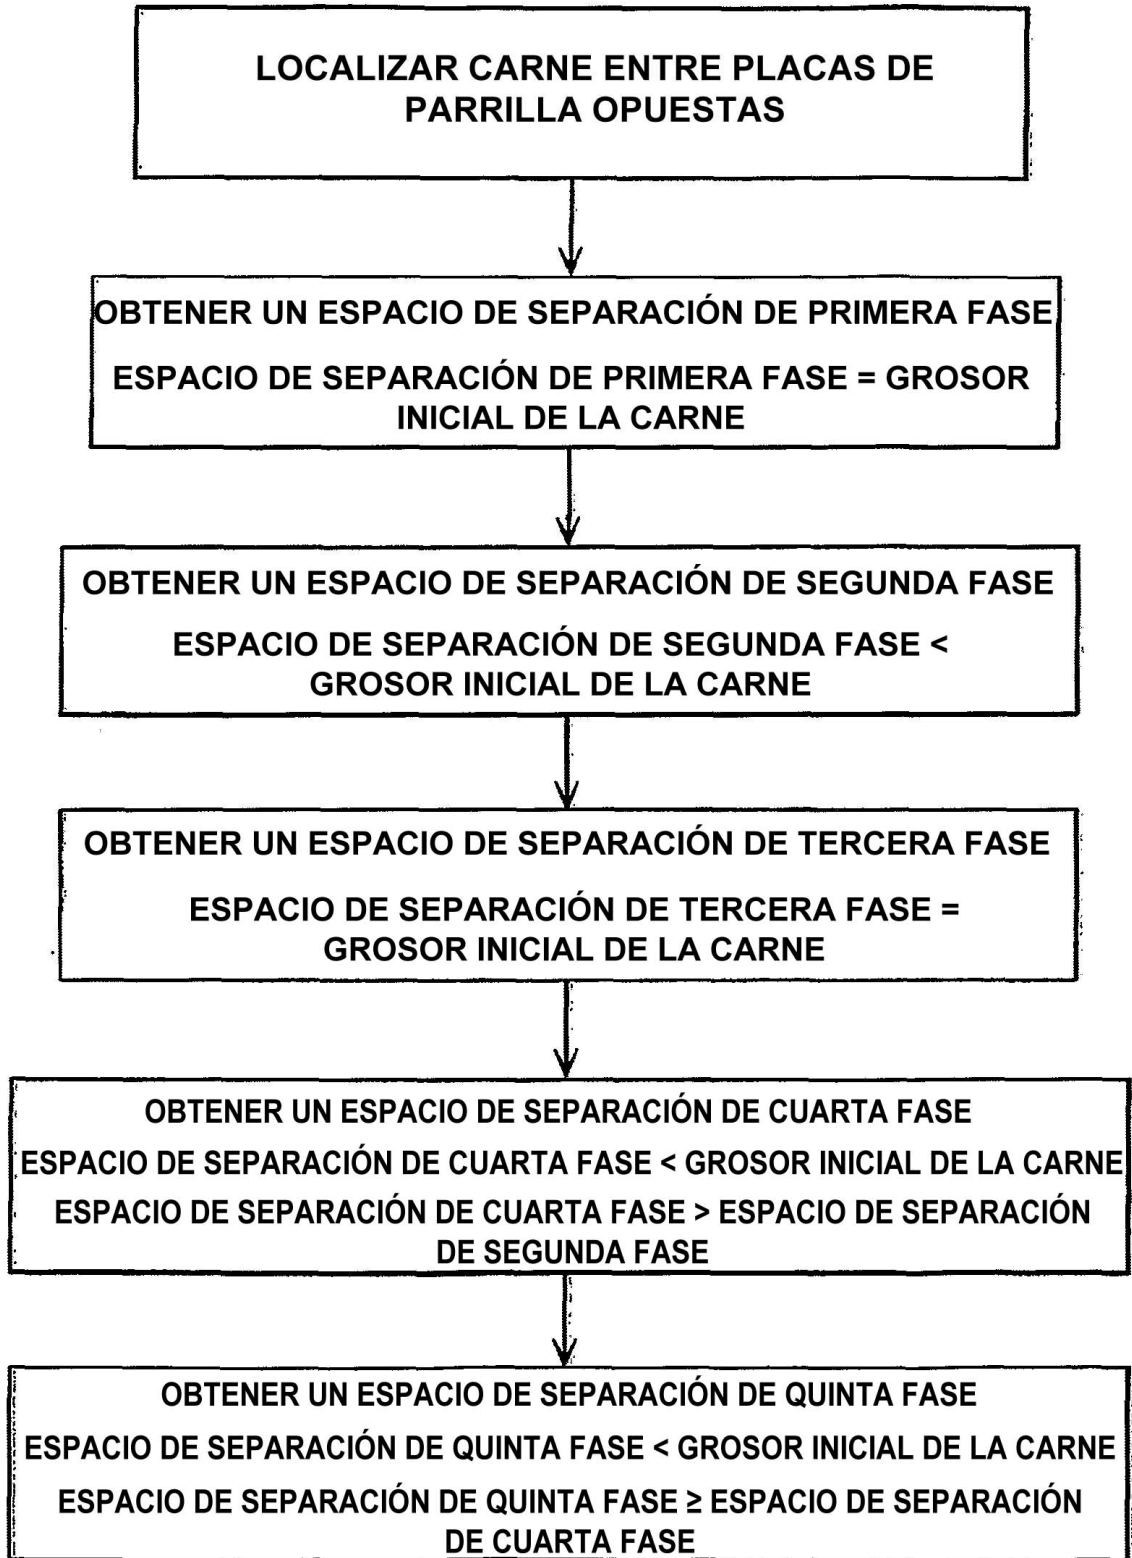 LOCALIZAR CARNE ENTRE PLACAS DE
PARRILLA OPUESTAS
OBTENER UN ESPACIO DE SEPARACIÓN DE PRIMERA FASE
ESPACIO DE SEPARACIÓN DE PRIMERA FASE = GROSOR
INICIAL DE LA CARNE
OBTENER UN ESPACIO DE SEPARACIÓN DE SEGUNDA FASE
ESPACIO DE SEPARACIÓN DE SEGUNDA FASE <
GROSOR INICIAL DE LA CARNE
OBTENER UN ESPACIO DE SEPARACIÓN DE TERCERA FASE
ESPACIO DE SEPARACIÓN DE TERCERA FASE =
GROSOR INICIAL DE LA CARNE
OBTENER UN ESPACIO DE SEPARACIÓN DE CUARTA FASE
ESPACIO DE SEPARACIÓN DE CUARTA FASE < GROSOR INICIAL DE LA CARNE
ESPACIO DE SEPARACIÓN DE CUARTA FASE > ESPACIO DE SEPARACIÓN
DE SEGUNDA FASE
OBTENER UN ESPACIO DE SEPARACIÓN DE QUINTA FASE
ESPACIO DE SEPARACIÓN DE QUINTA FASE < GROSOR INICIAL DE LA CARNE
ESPACIO DE SEPARACIÓN DE QUINTA FASE ≥ ESPACIO DE SEPARACIÓN
DE CUARTA FASE